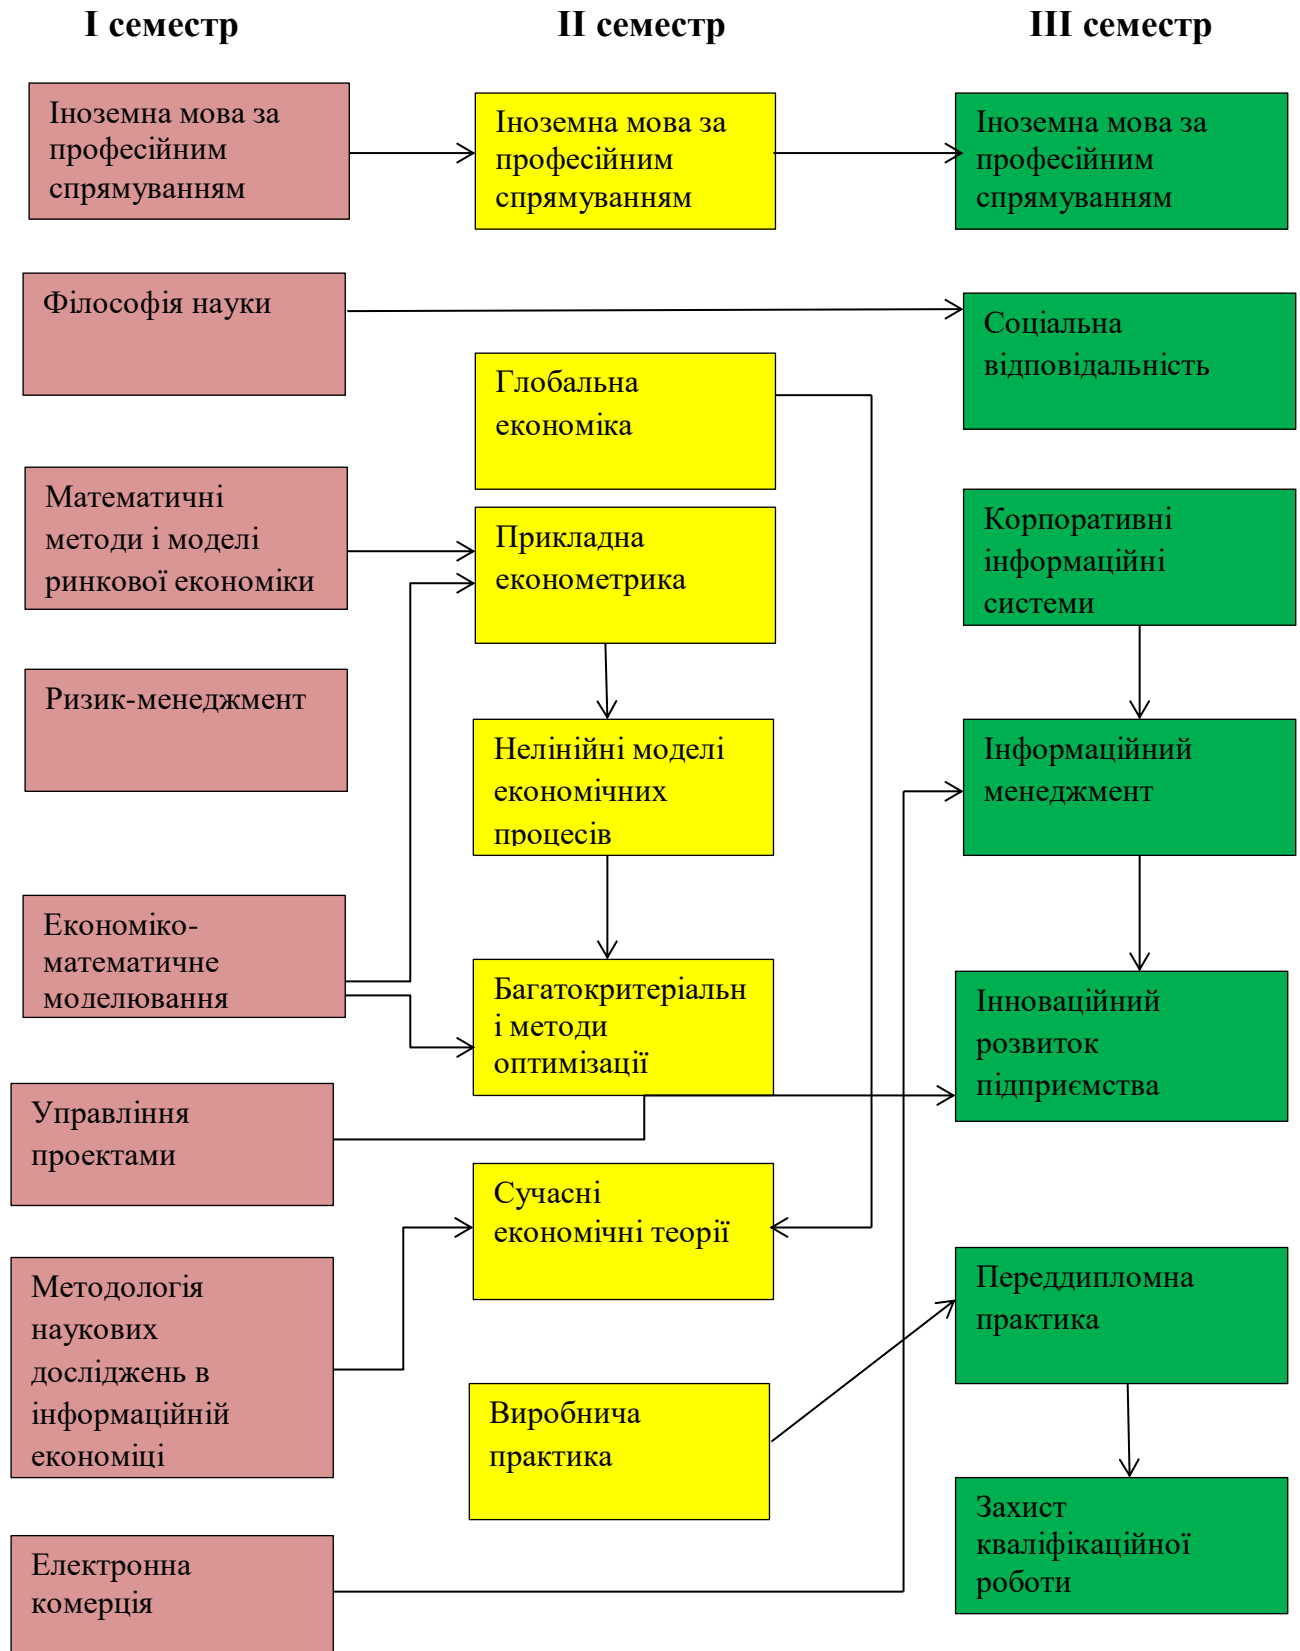 I семестр
II семестр
III семестр
Іноземна мова за
професійним
спрямуванням
Іноземна мова за
професійним
спрямуванням
Іноземна мова за
професійним
спрямуванням
Філософія науки
Соціальна
відповідальність
Глобальна
економіка
Математичні
методи і моделі
ринкової економіки
Прикладна
економетрика
Корпоративні
інформаційні
системи
Ризик-менеджмент
Нелінійні моделі
економічних
процесів
Інформаційний
менеджмент
Економіко-
математичне
моделювання
Багатокритеріальн
і методи
оптимізації
Інноваційний
розвиток
підприємства
Управління
проектами
Сучасні
економічні теорії
Методологія
наукових
досліджень в
інформаційній
економіці
Переддипломна
практика
Виробнича
практика
Захист
кваліфікаційної
роботи
Електронна
комерція